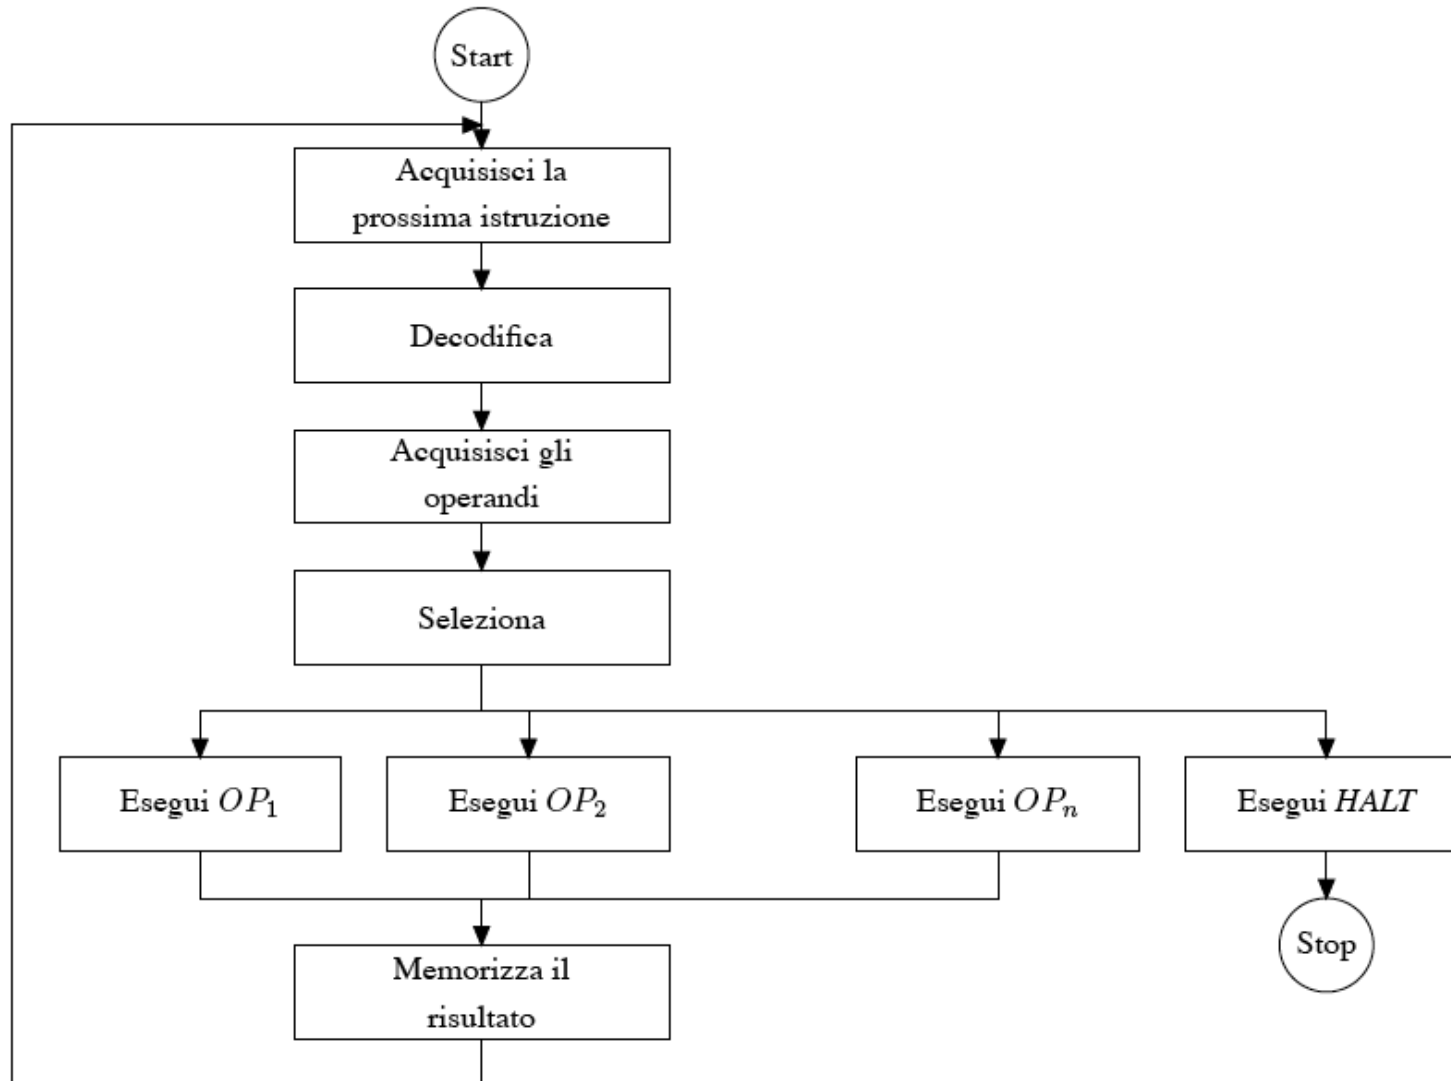 Start
Acquisisci la
prossima istruzione
Decodifica
Acquisisci gli
operandi
Seleziona
Esegui OP₁
Esegui OP₂
Esegui OPₙ
Esegui HALT
Stop
Memorizza il
risultato